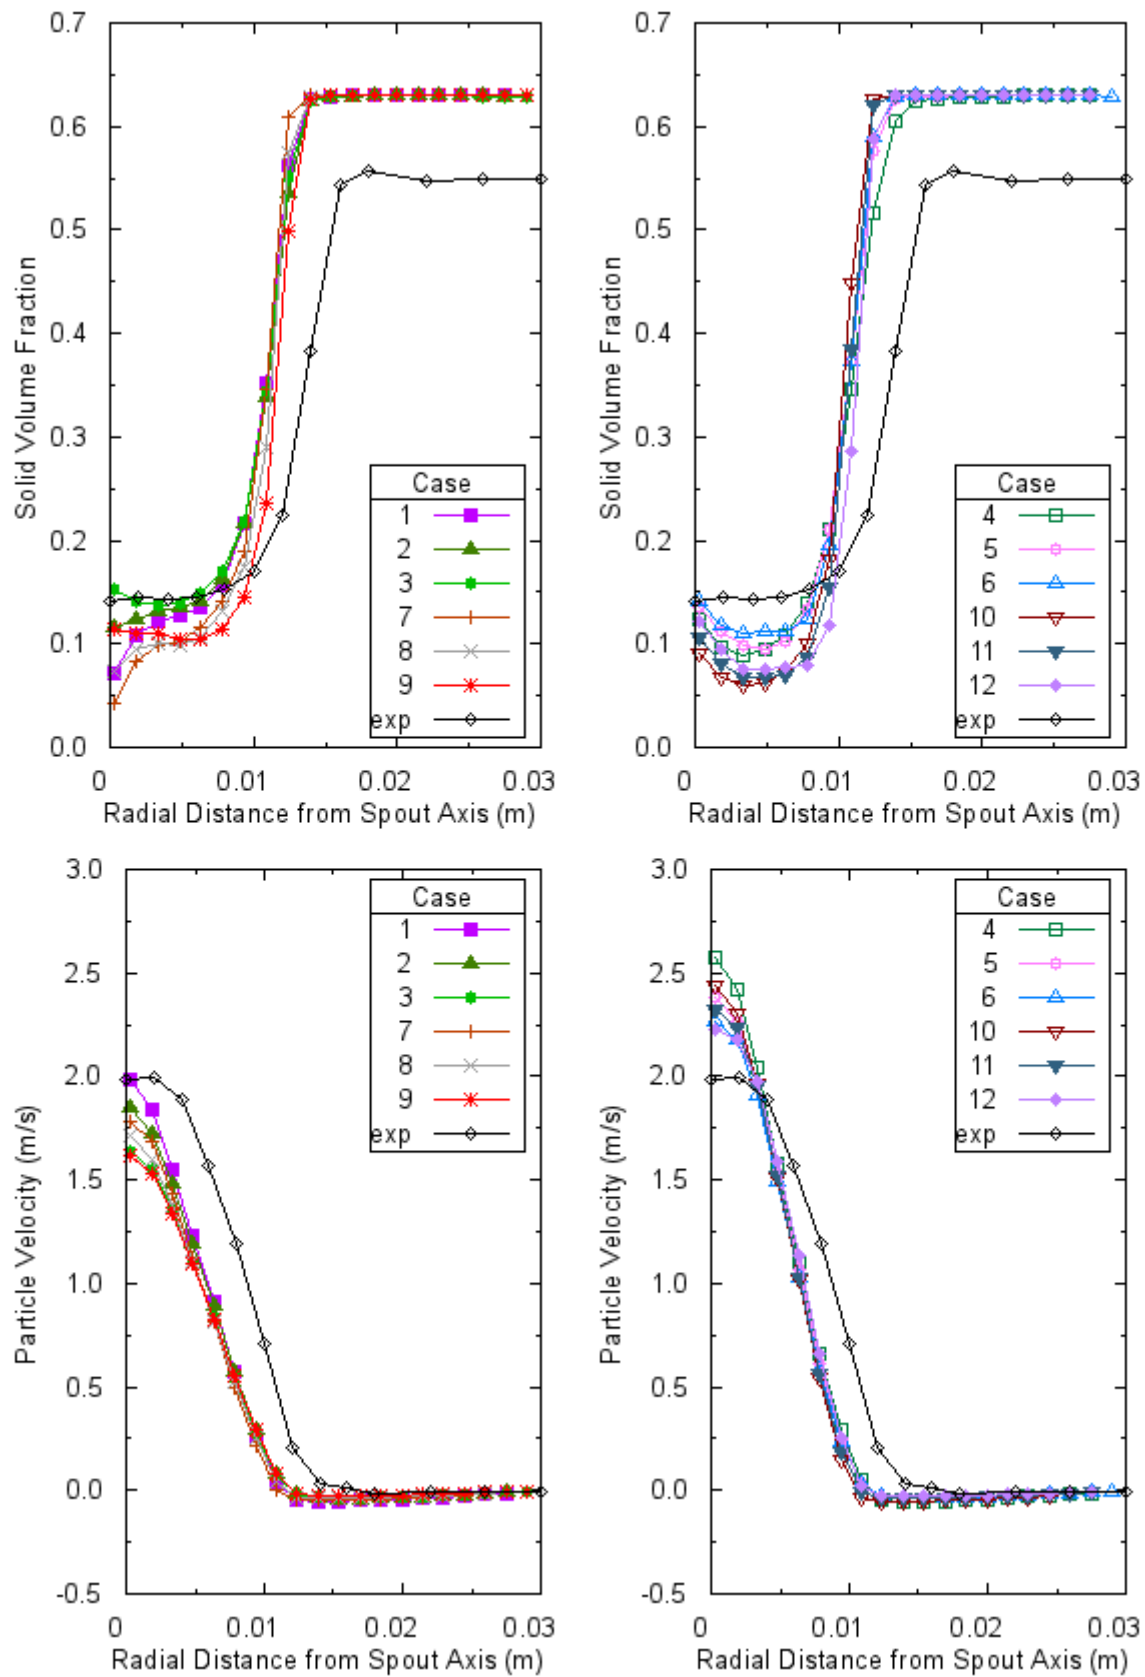 0.7
0.6
0.5
0.4
0.3
0.2
0.1
0.0
Solid Volume Fraction
Case
1
2
3
7
8
9
exp
0 0.01 0.02 0.03
Radial Distance from Spout Axis (m)
0.7
0.6
0.5
0.4
0.3
0.2
0.1
0.0
Solid Volume Fraction
Case
4
5
6
10
11
12
exp
0 0.01 0.02 0.03
Radial Distance from Spout Axis (m)
3.0
2.5
2.0
1.5
1.0
0.5
0.0
-0.5
Particle Velocity (m/s)
Case
1
2
3
7
8
9
exp
0 0.01 0.02 0.03
Radial Distance from Spout Axis (m)
3.0
2.5
2.0
1.5
1.0
0.5
0.0
-0.5
Particle Velocity (m/s)
Case
4
5
6
10
11
12
exp
0 0.01 0.02 0.03
Radial Distance from Spout Axis (m)